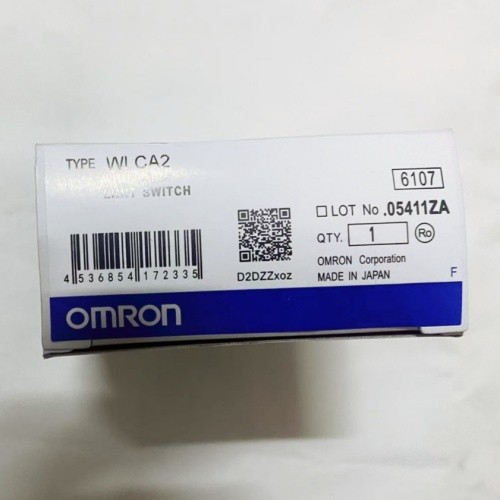 TYPE WLCA2
SWITCH
6107
LOT No .05411ZA
QTY. 1 Ro
4 536854 172335
D2DZZxoz
OMRON Corporation
MADE IN JAPAN
F
OMRON